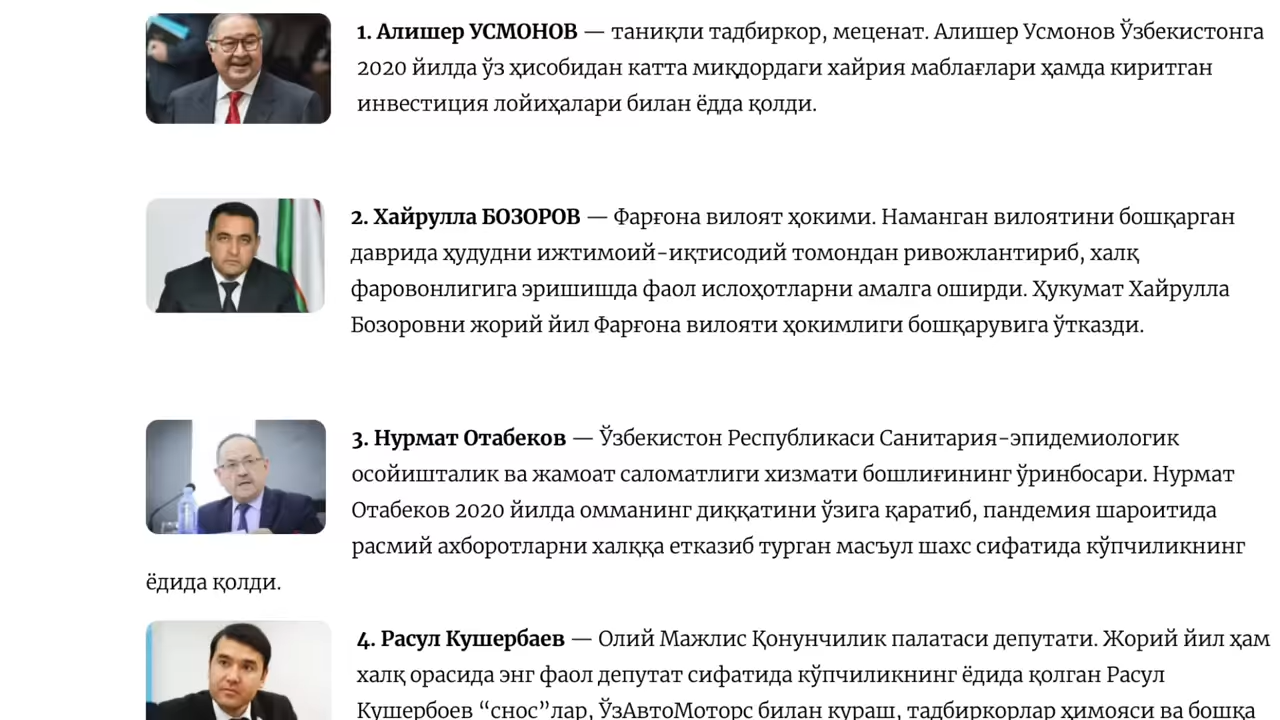 1. Алишер УСМОНОВ — таниқли тадбиркор, меценат. Алишер Усмонов Ўзбекистонга
2020 йилда ўз ҳисобидан катта миқдордаги хайрия маблағлари ҳамда киритган
инвестиция лойиҳалари билан ёдда қолди.
2. Хайрулла БОЗОРОВ — Фарғона вилоят ҳокими. Наманган вилоятини бошқарган
даврида ҳудудни ижтимоий-иқтисодий томондан ривожлантириб, халқ
фаровонлигига эришишда фаол ислоҳотларни амалга оширди. Ҳукумат Хайрулла
Бозоровни жорий йил Фарғона вилояти ҳокимлиги бошқарувига ўтказди.
3. Нурмат Отабеков — Ўзбекистон Республикаси Санитария-эпидемиологик
осойишталик ва жамоат саломатлиги хизмати бошлиғининг ўринбосари. Нурмат
Отабеков 2020 йилда омманинг диққатини ўзига қаратиб, пандемия шароитида
расмий ахборотларни халққа етказиб турган масъул шахс сифатида кўпчиликнинг
ёдида қолди.
4. Расул Кушербаев — Олий Мажлис Қонунчилик палатаси депутати. Жорий йил ҳам
халқ орасида энг фаол депутат сифатида кўпчиликнинг ёдида қолган Расул
Кушербоев “снос”лар, ЎзАвтоМоторс билан кураш, тадбиркорлар ҳимояси ва бошқа